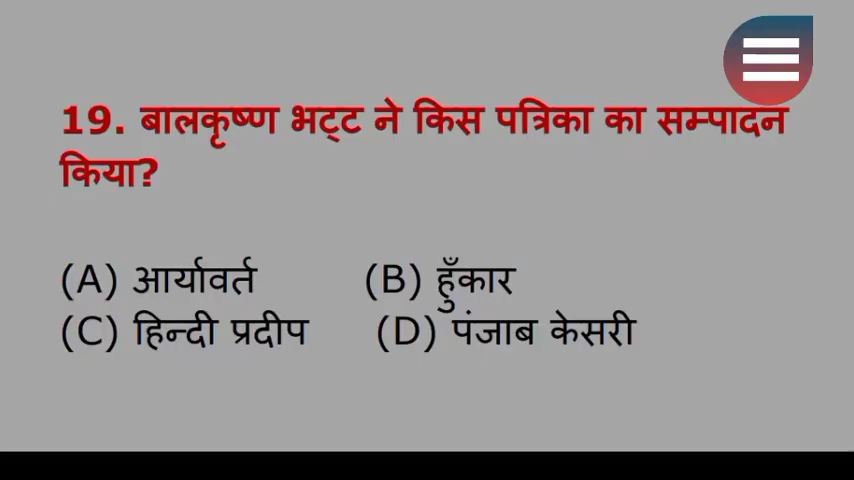 19. बालकृष्ण भट्ट ने किस पत्रिका का सम्पादन
किया?
(A) आर्यावर्त (B) हुँकार
(C) हिन्दी प्रदीप (D) पंजाब केसरी